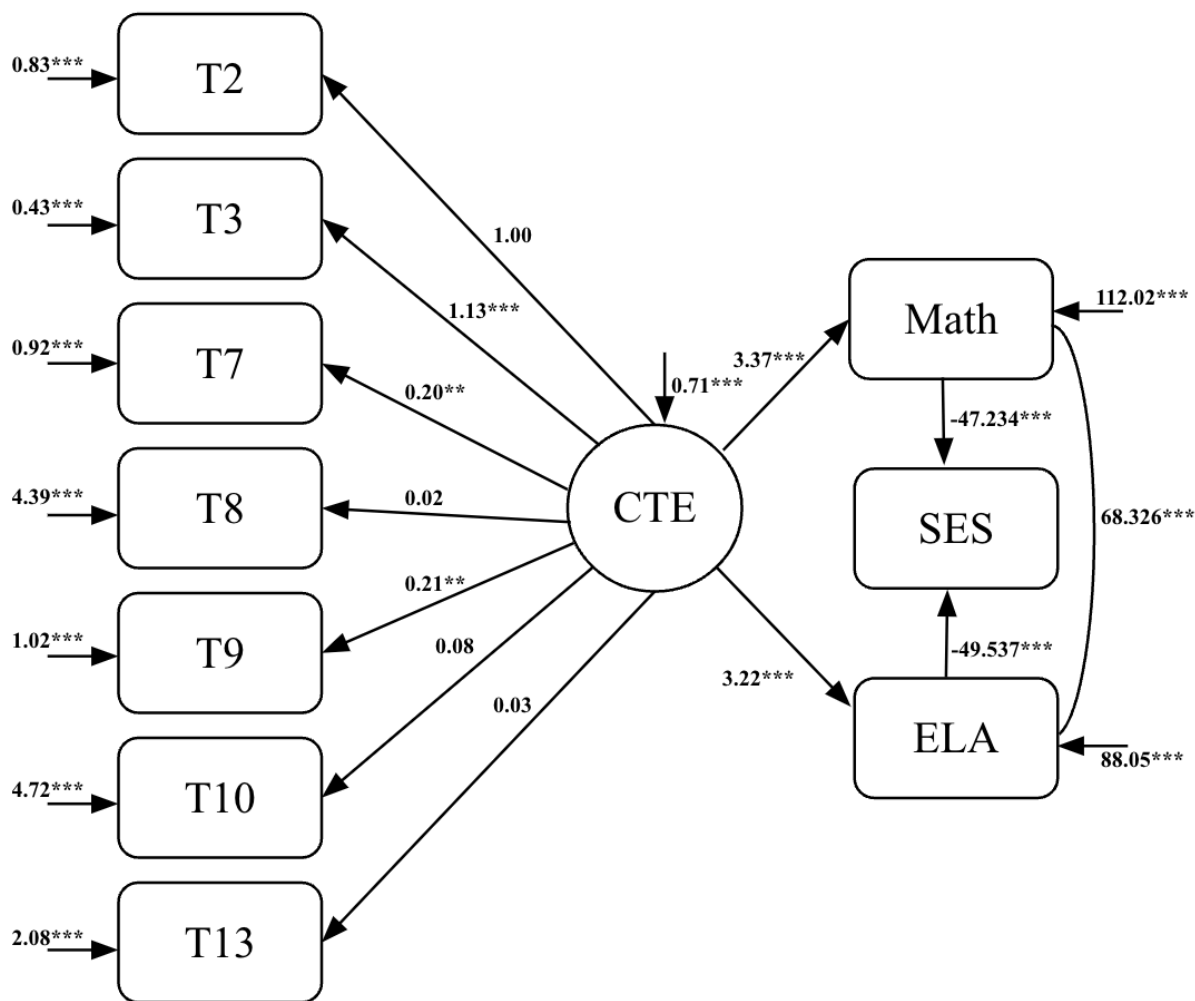 0.83***
T2
0.43***
T3
1.00
1.13***
Math
112.02***
0.92***
T7
0.20**
3.37***
0.71***
-47.234***
4.39***
T8
0.02
CTE
SES
68.326***
0.21**
1.02***
T9
0.08
-49.537***
3.22***
0.03
ELA
88.05***
4.72***
T10
2.08***
T13